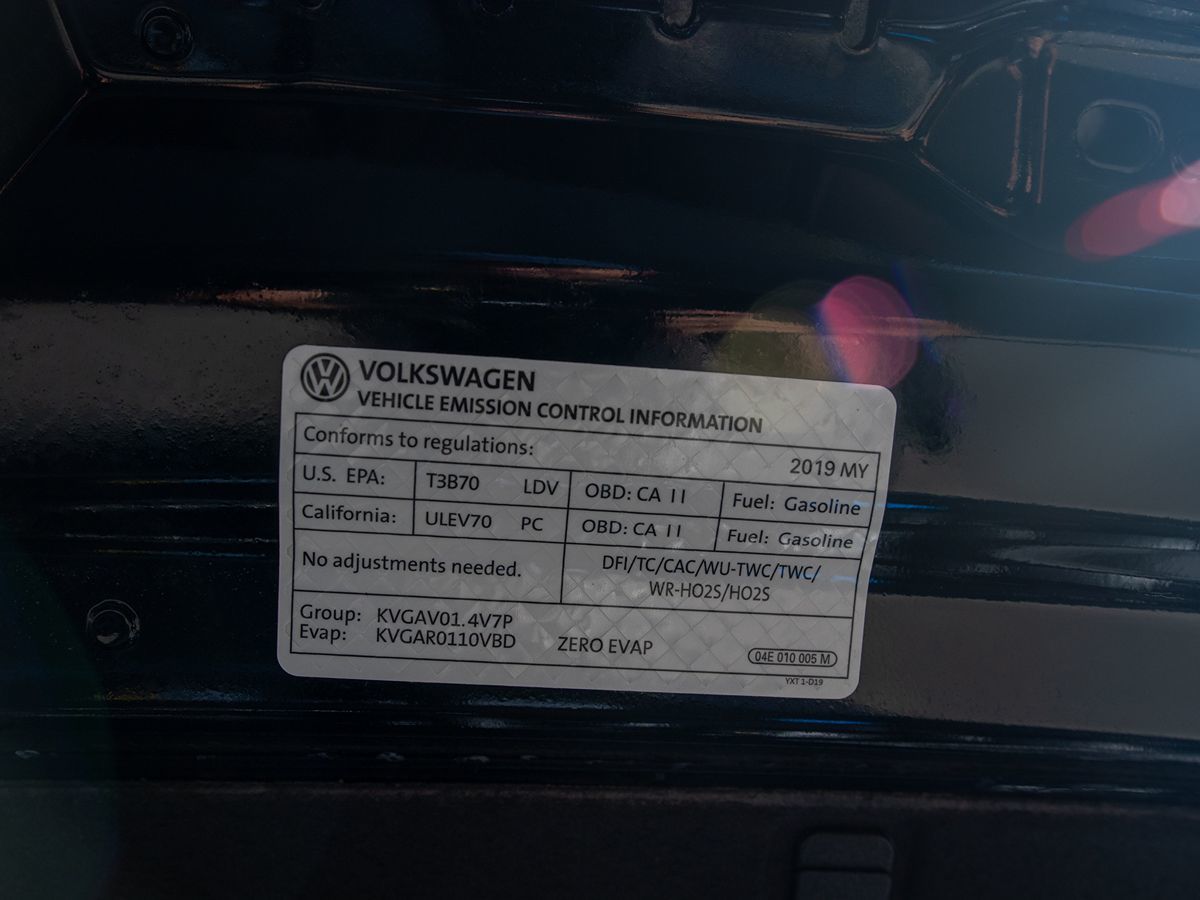 VOLKSWAGEN
VEHICLE EMISSION CONTROL INFORMATION
Conforms to regulations: 2019 MY
U.S. EPA: T3B70 LDV OBD: CA II Fuel: Gasoline
California: ULEV70 PC OBD: CA II Fuel: Gasoline
No adjustments needed.
DFI/TC/CAC/WU-TWC/TWC/
WR-HO2S/HO2S
Group: KVGAV01.4V7P
Evap: KVGAR0110VBD ZERO EVAP
04E 010 005 M
YXT 1-D19